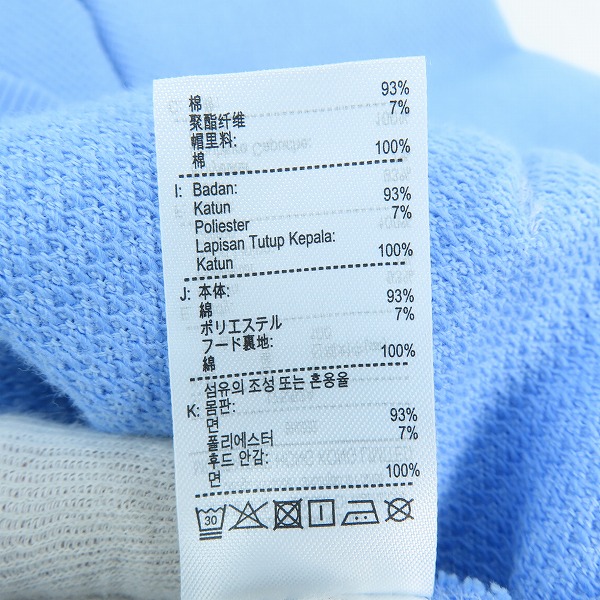 棉 93%
聚酯纤维 7%
帽里料:
棉 100%
I: Badan:
Katun 93%
Poliester 7%
Lapisan Tutup Kepala:
Katun 100%
J: 本体:
綿 93%
ポリエステル 7%
フード裏地:
綿 100%
섬유의 조성 또는 혼용율
K: 몸판:
면 93%
폴리에스터 7%
후드 안감:
면 100%
30